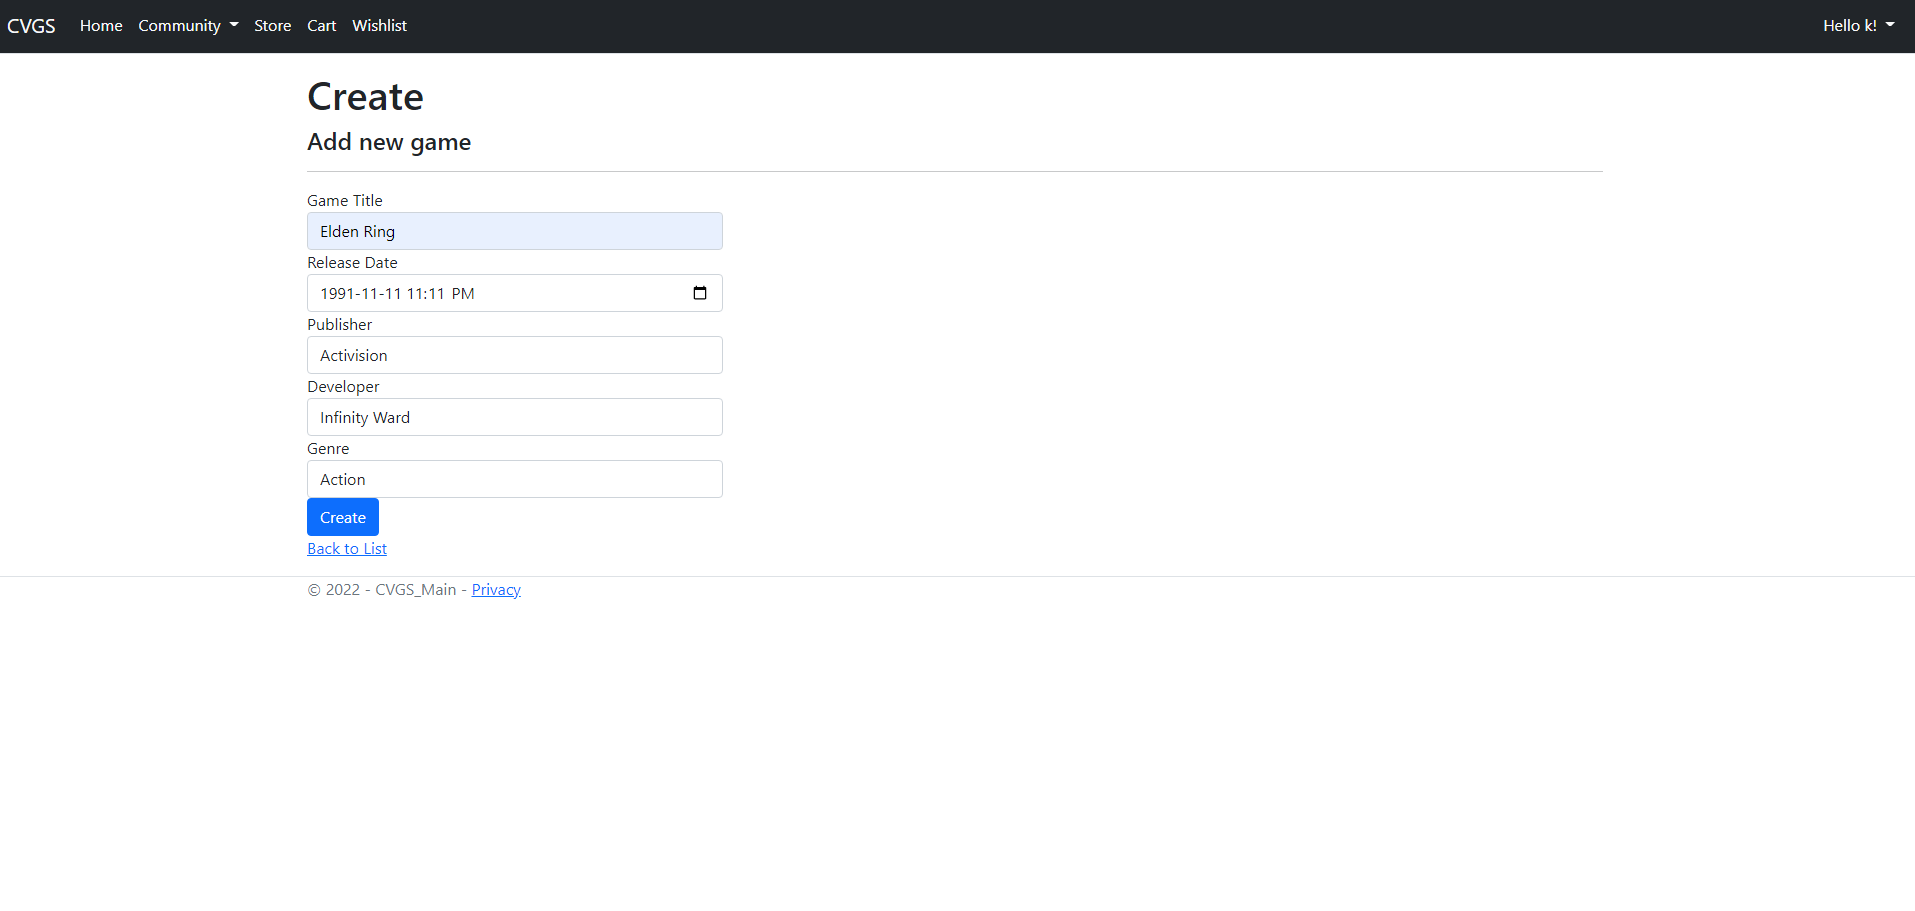 CVGS Home Community Store Cart Wishlist Hello k!
Create
Add new game
Game Title
Elden Ring
Release Date
1991-11-11 11:11 PM
Publisher
Activision
Developer
Infinity Ward
Genre
Action
Create
Back to List
© 2022 - CVGS_Main - Privacy